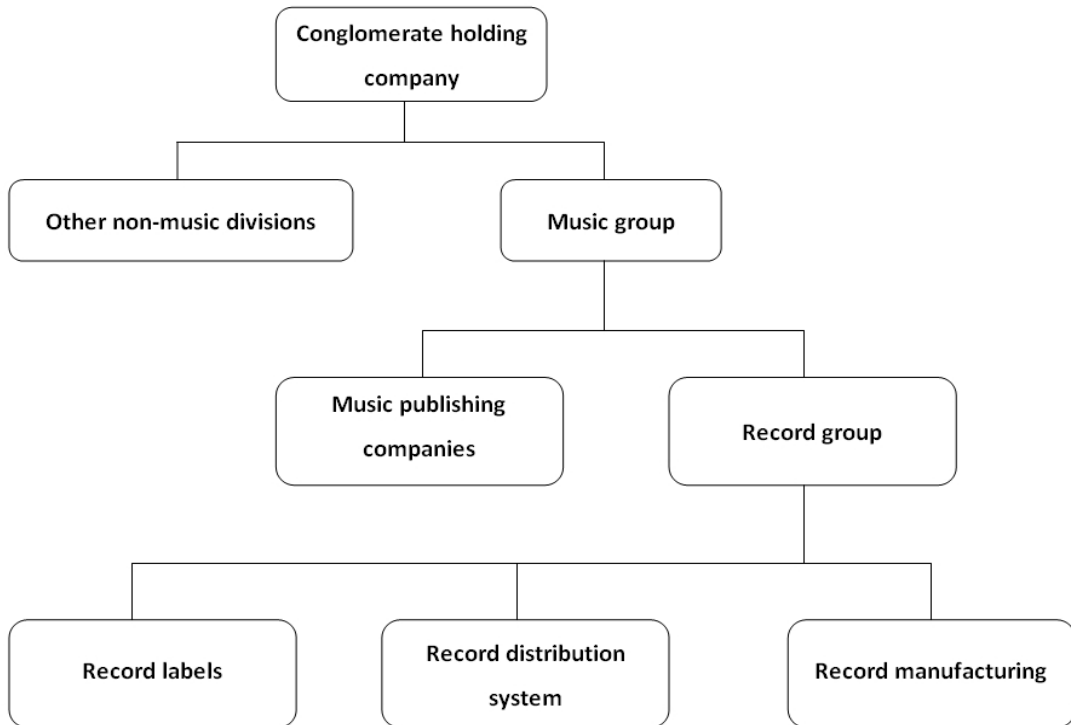 Conglomerate holding
company
Other non-music divisions
Music group
Music publishing
companies
Record group
Record labels
Record distribution
system
Record manufacturing